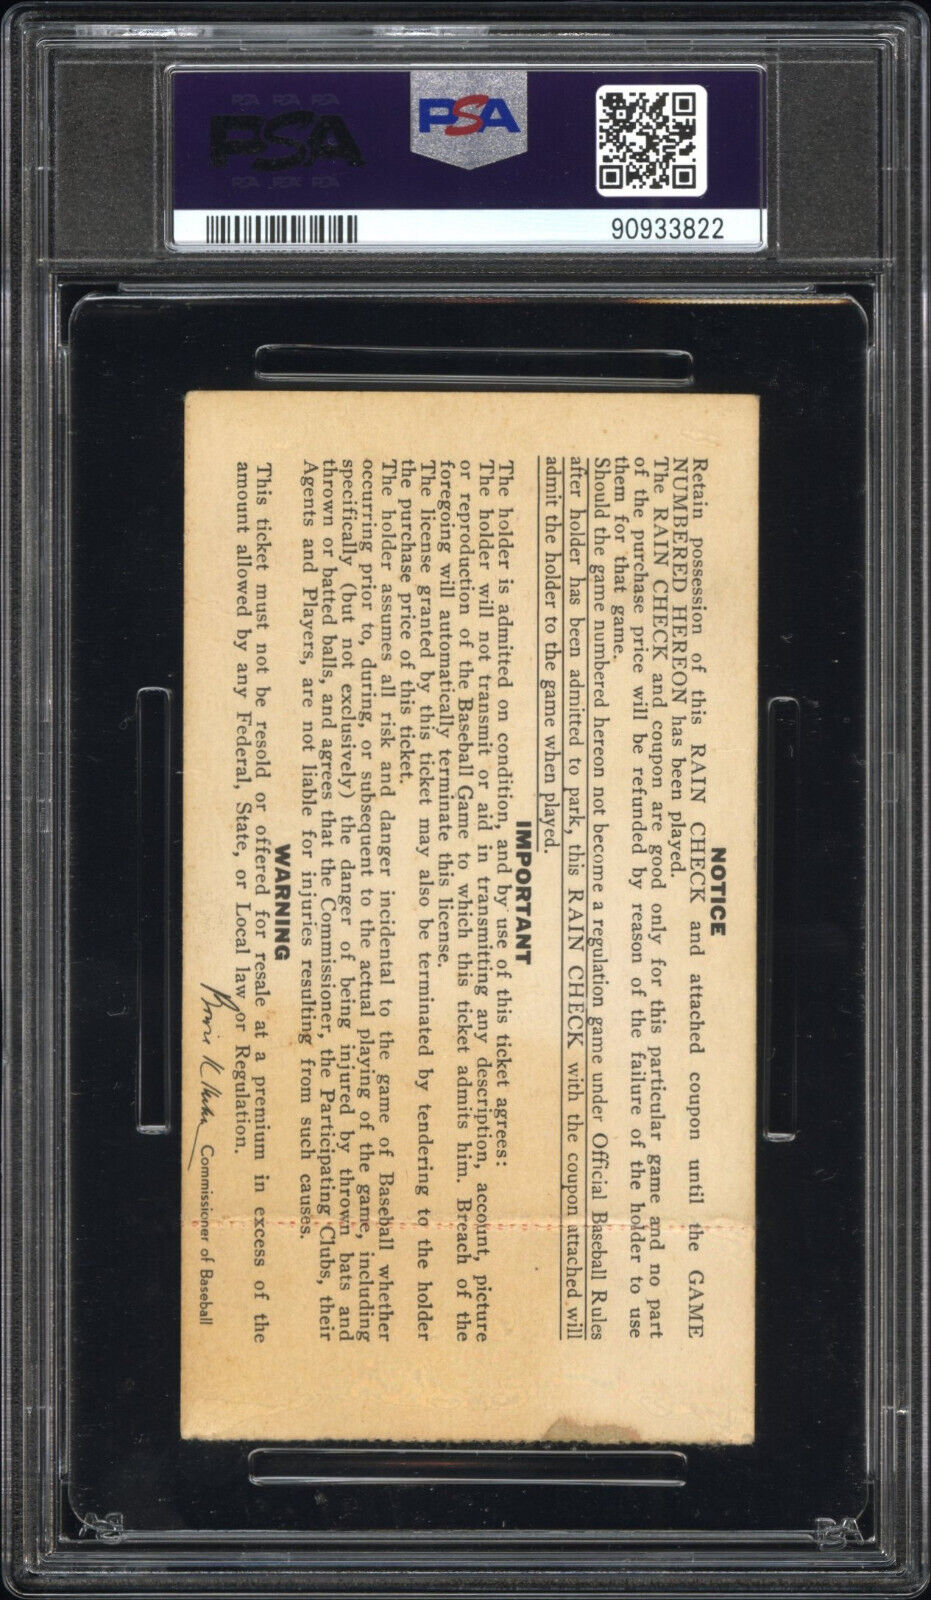 PSA PSA PSA
PSA
PSA PSA PSA
PSA
90933822
NOTICE
Retain possession of this RAIN CHECK and attached coupon until the GAME
NUMBERED HEREON has been played.
The RAIN CHECK and coupon are good only for this particular game and no part
of the purchase price will be refunded by reason of the failure of the holder to use
them for that game.
Should the game numbered hereon not become a regulation game under Official Baseball Rules
after holder has been admitted to park, this RAIN CHECK with the coupon attached will
admit the holder to the game when played.
IMPORTANT
The holder is admitted on condition, and by use of this ticket agrees:
The holder will not transmit or aid in transmitting any description, account, picture
or reproduction of the Baseball Game to which this ticket admits him. Breach of the
foregoing will automatically terminate this license.
The license granted by this ticket may also be terminated by tendering to the holder
the purchase price of this ticket.
The holder assumes all risk and danger incidental to the game of Baseball whether
occurring prior to, during, or subsequent to the actual playing of the game, including
specifically (but not exclusively) the danger of being injured by thrown bats and
thrown or batted balls, and agrees that the Commissioner, the Participating Clubs, their
Agents and Players, are not liable for injuries resulting from such causes.
WARNING
This ticket must not be resold or offered for resale at a premium in excess of the
amount allowed by any Federal, State, or Local law or Regulation.
Bowie K Kuhn Commissioner of Baseball
PSA